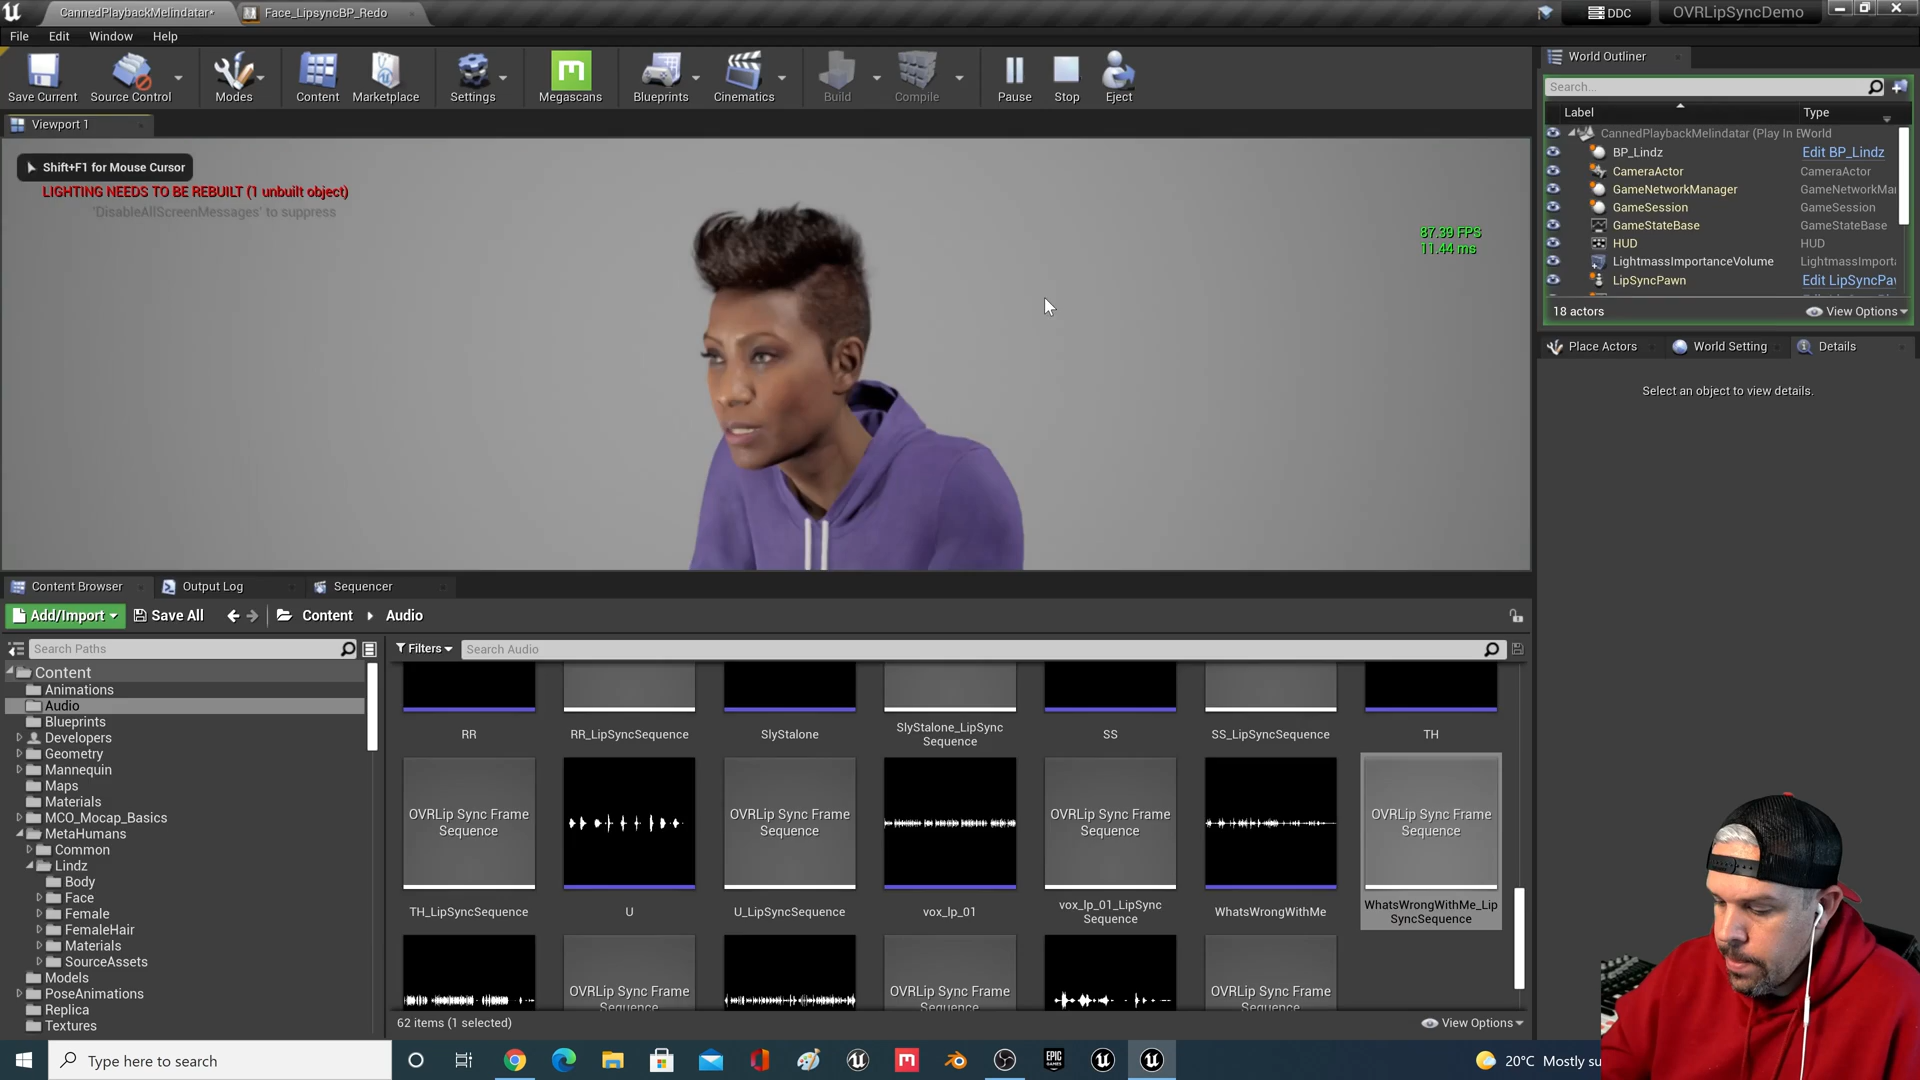 CannedPlaybackMelindatar*
Face_LipsyncBP_Redo
DDC
OVRLipSyncDemo
File
Edit
Window
Help
Save Current
Source Control
Modes
Content
Marketplace
Settings
Megascans
Blueprints
Cinematics
Build
Compile
Pause
Stop
Eject
Viewport 1
Shift+F1 for Mouse Cursor
LIGHTING NEEDS TO BE REBUILT (1 unbuilt object)
'DisableAllScreenMessages' to suppress
87.39 FPS
11.44 ms
World Outliner
Search...
Label
Type
CannedPlaybackMelindatar (Play In E
World
BP_Lindz
Edit BP_Lindz
CameraActor
CameraActor
GameNetworkManager
GameNetworkMa
GameSession
GameSession
GameStateBase
GameStateBase
HUD
HUD
LightmassImportanceVolume
LightmassImport
LipSyncPawn
Edit LipSyncPa
18 actors
View Options
Place Actors
World Setting
Details
Select an object to view details.
Content Browser
Output Log
Sequencer
Add/Import
Save All
Content
Audio
Search Paths
Filters
Search Audio
Content
Animations
Audio
Blueprints
Developers
Geometry
Mannequin
Maps
Materials
MCO_Mocap_Basics
MetaHumans
Common
Lindz
Body
Face
Female
FemaleHair
Materials
SourceAssets
Models
PoseAnimations
Replica
Textures
RR
RR_LipSyncSequence
SlyStalone
SlyStalone_LipSync
Sequence
SS
SS_LipSyncSequence
TH
OVRLip Sync Frame
Sequence
OVRLip Sync Frame
Sequence
OVRLip Sync Frame
Sequence
OVRLip Sync Frame
Sequence
TH_LipSyncSequence
U
U_LipSyncSequence
vox_lp_01
vox_lp_01_LipSync
Sequence
WhatsWrongWithMe
WhatsWrongWithMe_Lip
SyncSequence
OVRLip Sync Frame
Sequence
OVRLip Sync Frame
Sequence
OVRLip Sync Frame
Sequence
62 items (1 selected)
View Options
Type here to search
EPIC
GAMES
20°C Mostly su